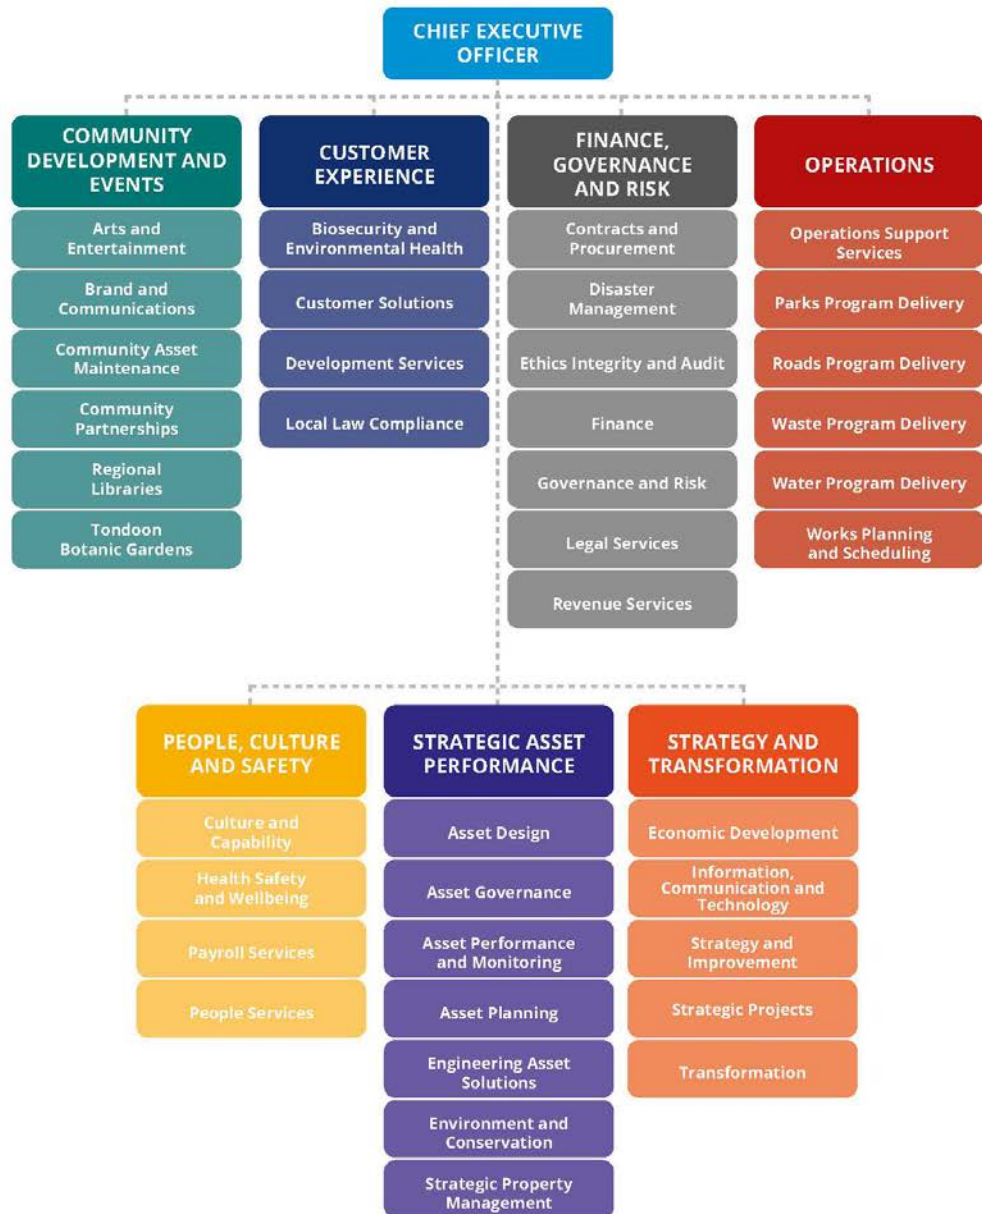 CHIEF EXECUTIVE
OFFICER
COMMUNITY
DEVELOPMENT AND
EVENTS
Arts and
Entertainment
Brand and
Communications
Community Asset
Maintenance
Community
Partnerships
Regional
Libraries
Tondoon
Botanic Gardens
CUSTOMER
EXPERIENCE
Biosecurity and
Environmental Health
Customer Solutions
Development Services
Local Law Compliance
FINANCE,
GOVERNANCE
AND RISK
Contracts and
Procurement
Disaster
Management
Ethics Integrity and Audit
Finance
Governance and Risk
Legal Services
Revenue Services
OPERATIONS
Operations Support
Services
Parks Program Delivery
Roads Program Delivery
Waste Program Delivery
Water Program Delivery
Works Planning
and Scheduling
PEOPLE, CULTURE
AND SAFETY
Culture and
Capability
Health Safety
and Wellbeing
Payroll Services
People Services
STRATEGIC ASSET
PERFORMANCE
Asset Design
Asset Governance
Asset Performance
and Monitoring
Asset Planning
Engineering Asset
Solutions
Environment and
Conservation
Strategic Property
Management
STRATEGY AND
TRANSFORMATION
Economic Development
Information,
Communication and
Technology
Strategy and
Improvement
Strategic Projects
Transformation